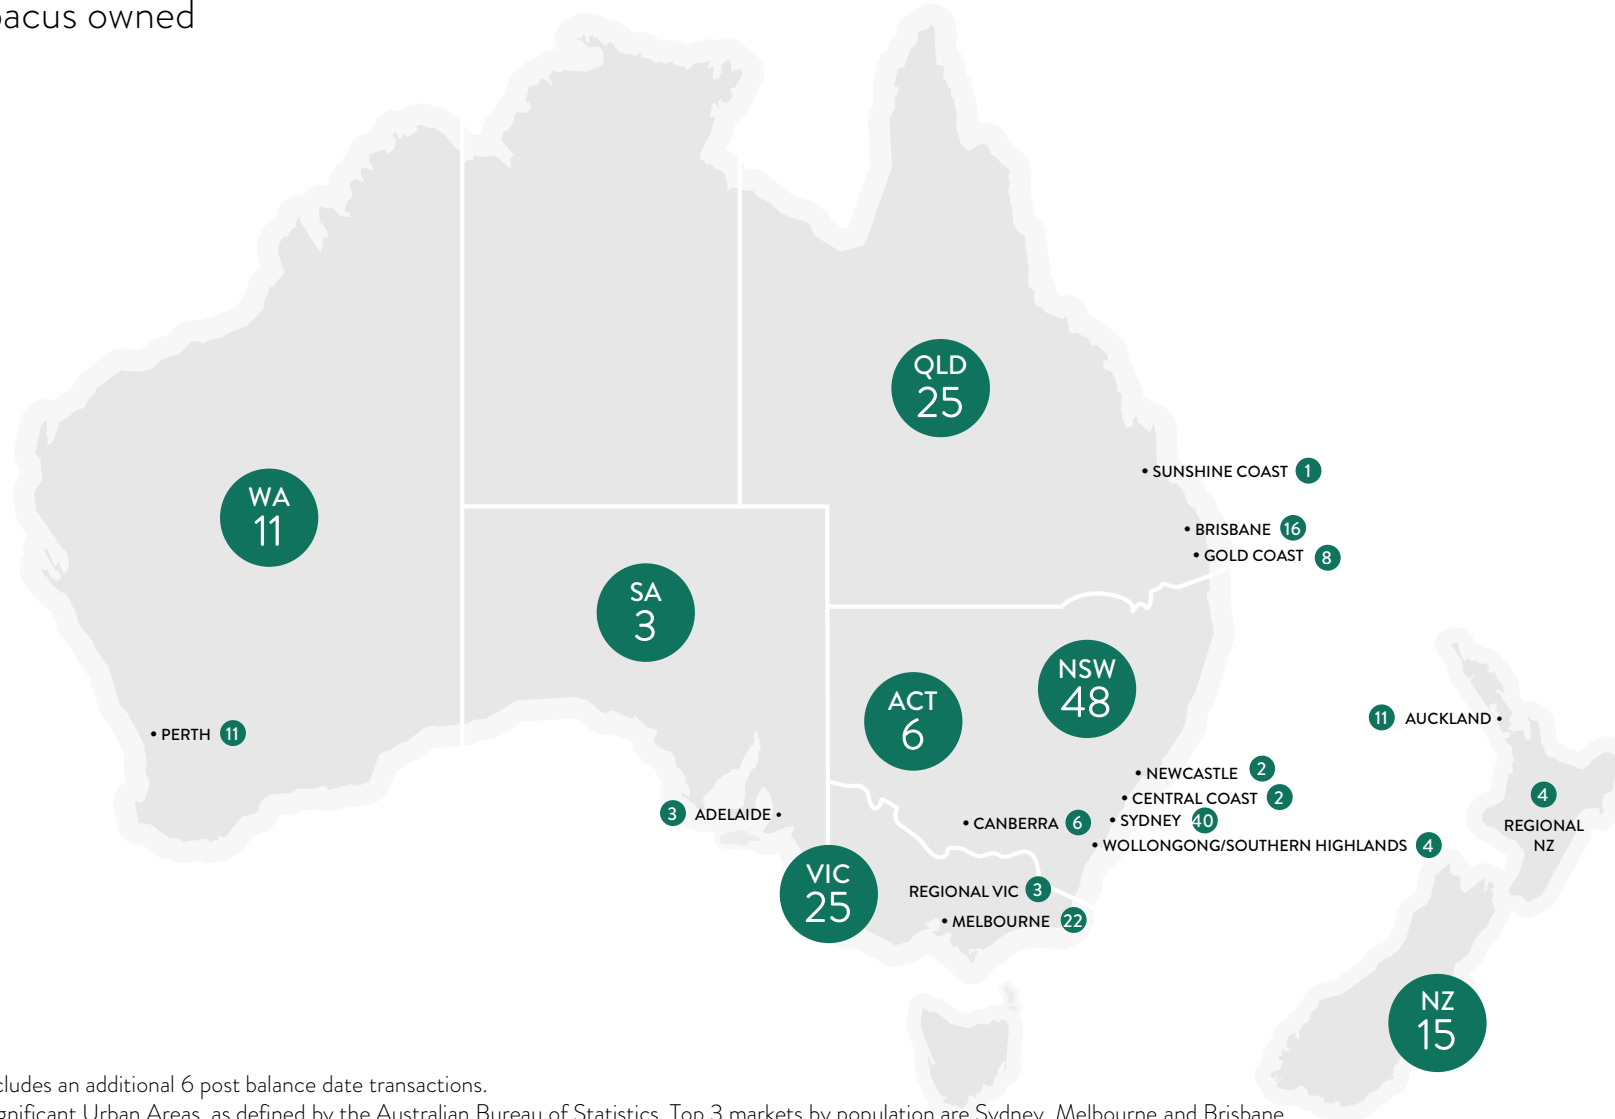 bacus owned
QLD
25
SUNSHINE COAST 1
WA
11
BRISBANE 16
GOLD COAST 8
SA
3
NSW
48
ACT
6
11 AUCKLAND
PERTH 11
NEWCASTLE 2
4
REGIONAL
NZ
CENTRAL COAST 2
3 ADELAIDE
CANBERRA 6
SYDNEY 40
WOLLONGONG/SOUTHERN HIGHLANDS 4
VIC
25
REGIONAL VIC 3
MELBOURNE 22
NZ
15
cludes an additional 6 post balance date transactions.
gnificant Urban Areas, as defined by the Australian Bureau of Statistics. Top 3 markets by population are Sydney, Melbourne and Brisbane